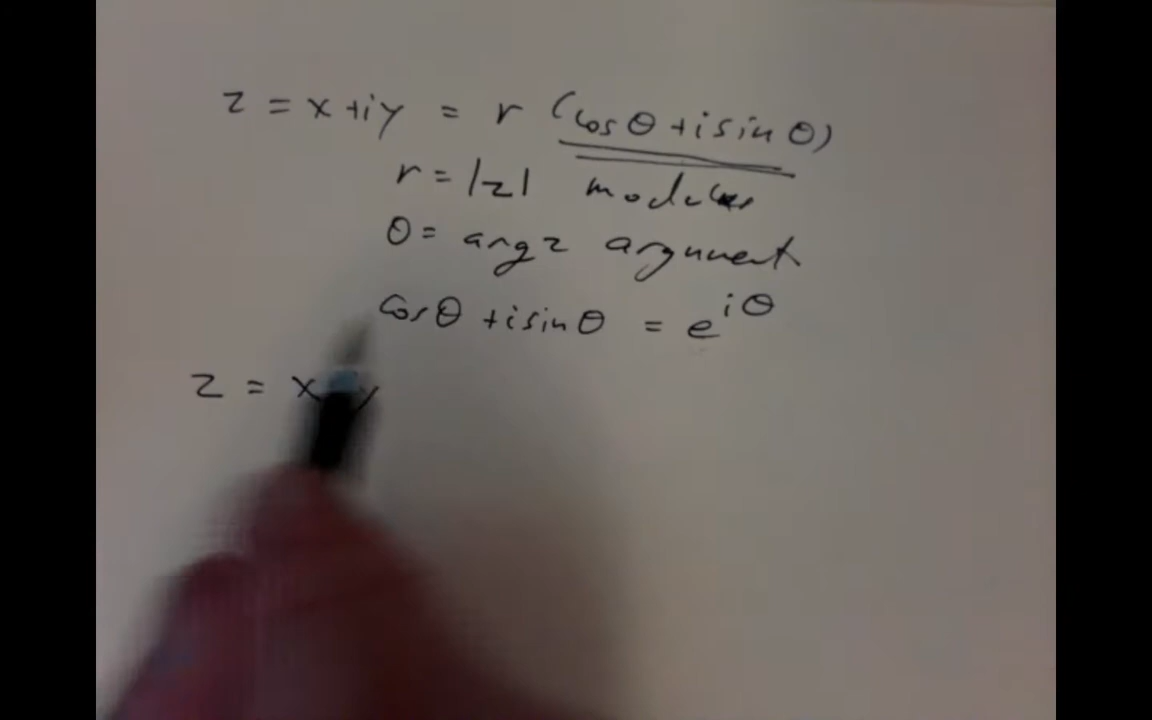 z = x + iy = r (cos θ + i sin θ)
r = |z| modulus
θ = arg z argument
cos θ + i sin θ = e^{iθ}
z = x y